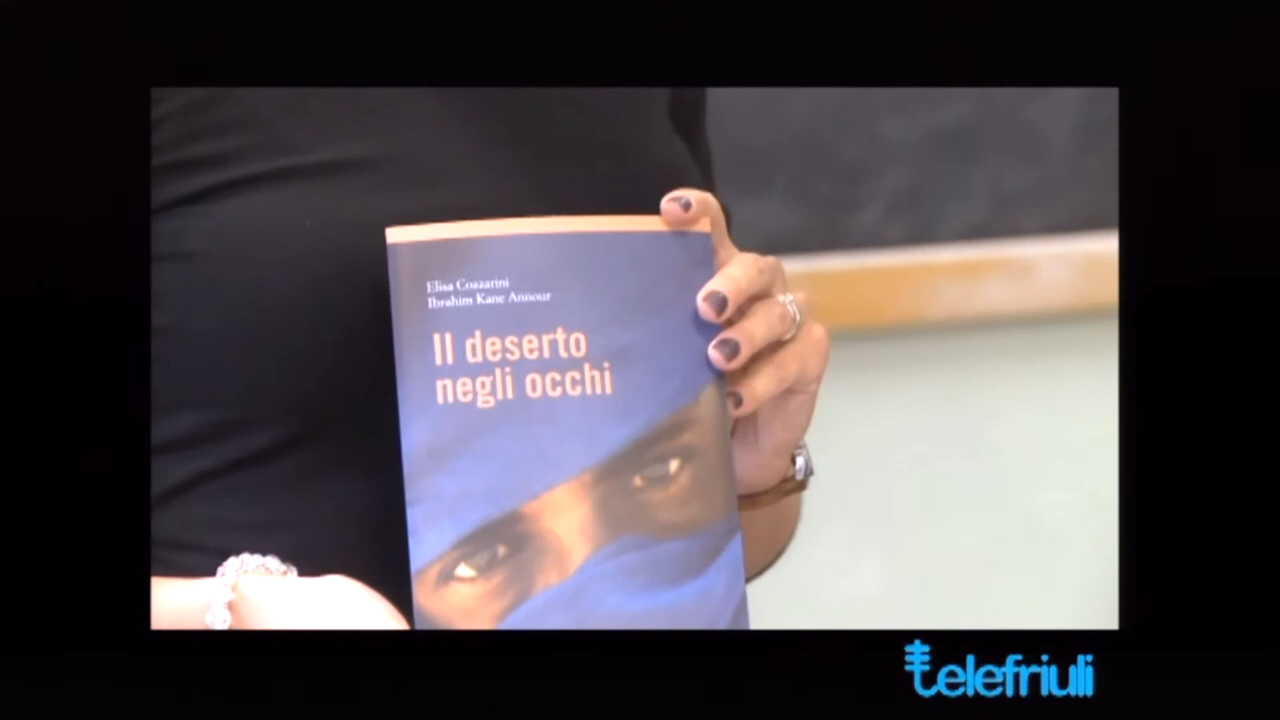 Elisa Cozzarini
Ibrahim Kane Annour
Il deserto
negli occhi
telefriuli